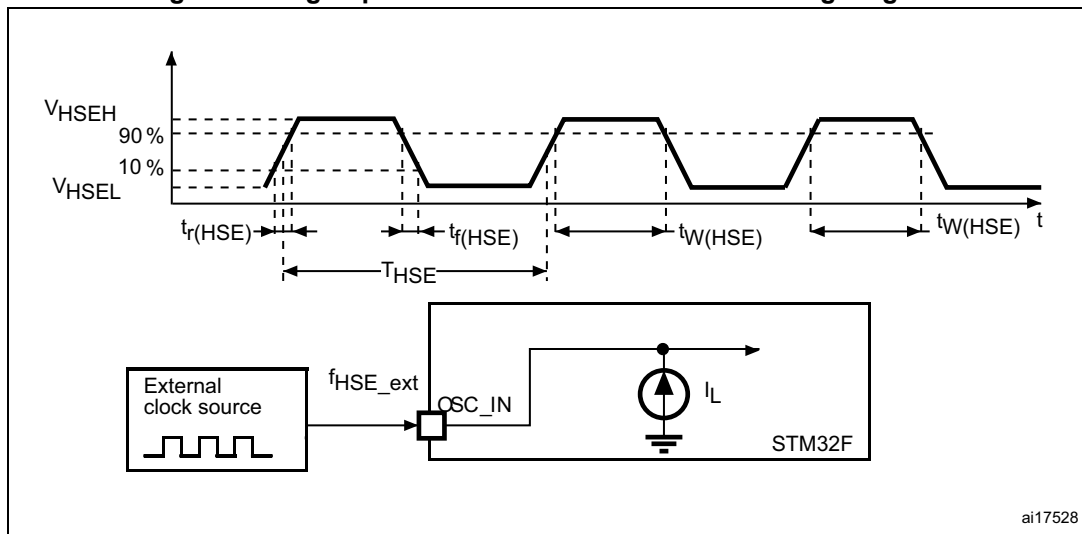 VHSEH
90 %
10 %
VHSEL
tr(HSE)
tf(HSE)
tW(HSE)
tW(HSE)
t
THSE
External
clock source
fHSE_ext
OSC_IN
IL
STM32F
ai17528